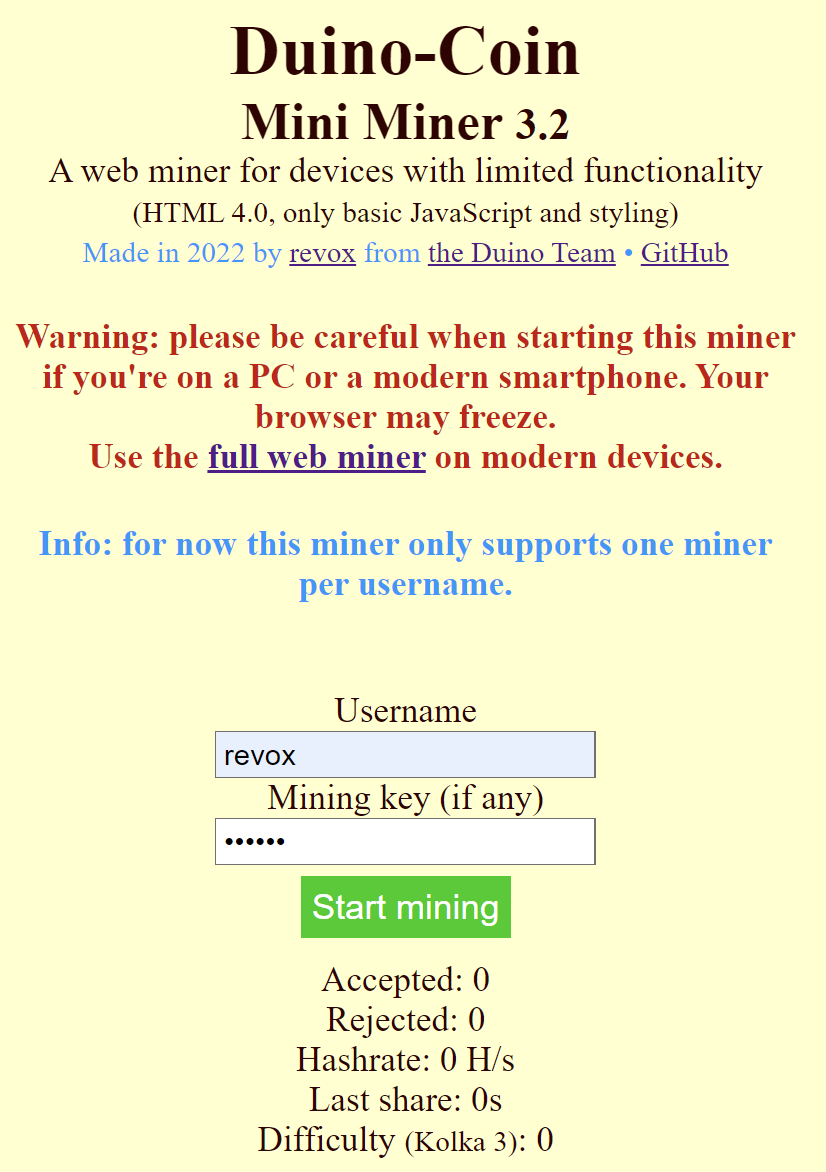 Duino-Coin
Mini Miner 3.2
A web miner for devices with limited functionality
(HTML 4.0, only basic JavaScript and styling)
Made in 2022 by revox from the Duino Team • GitHub
Warning: please be careful when starting this miner
if you're on a PC or a modern smartphone. Your
browser may freeze.
Use the full web miner on modern devices.
Info: for now this miner only supports one miner
per username.
Username
revox
Mining key (if any)
••••••
Start mining
Accepted: 0
Rejected: 0
Hashrate: 0 H/s
Last share: 0s
Difficulty (Kolka 3): 0